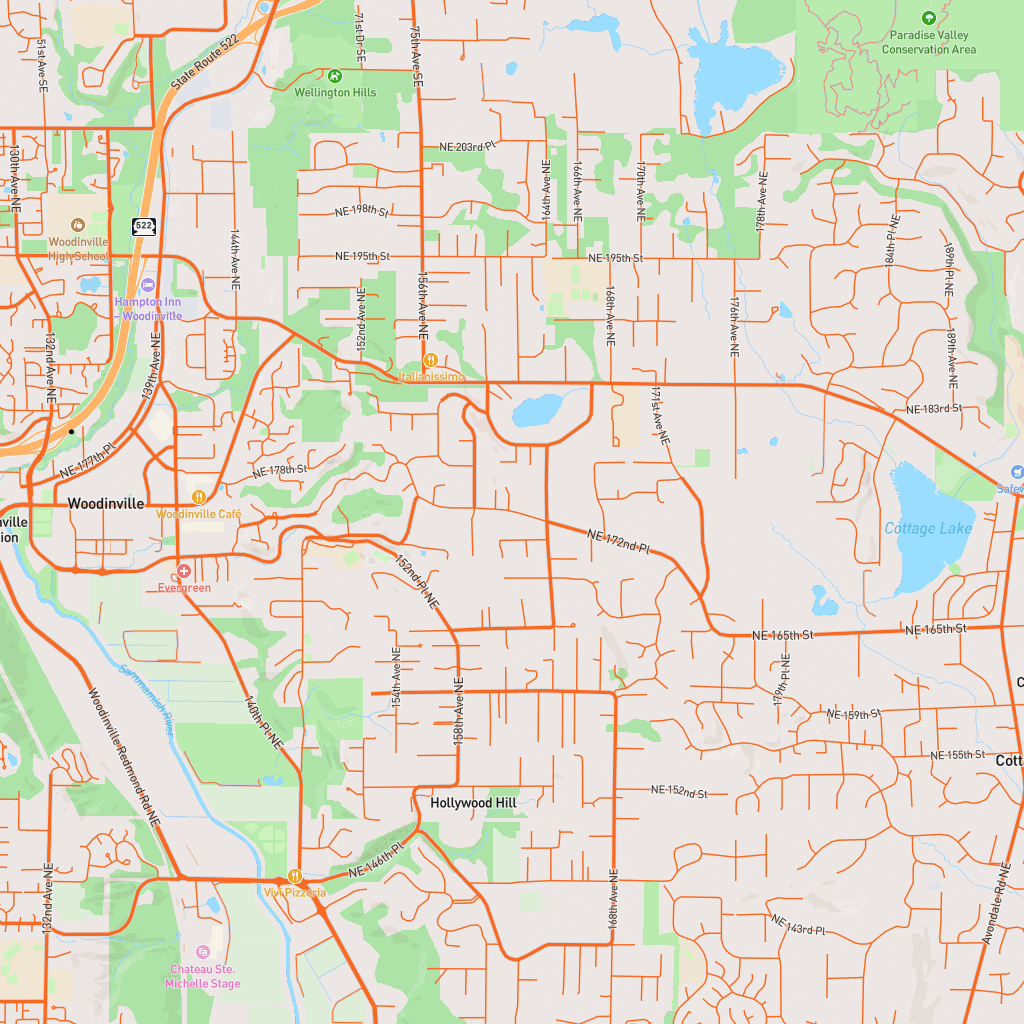 Paradise Valley
Conservation Area
State Route 522
71st Dr SE
75th Ave SE
51st Ave SE
Wellington Hills
130th Ave NE
NE 203rd Pl
164th Ave NE
166th Ave NE
170th Ave NE
178th Ave NE
NE 198th St
522
Woodinville
High School
144th Ave NE
184th Pl NE
189th Pl NE
NE 195th St
NE 195th St
Hampton Inn
– Woodinville
152nd Ave NE
156th Ave NE
168th Ave NE
176th Ave NE
132nd Ave NE
139th Ave NE
189th Ave NE
Italianissimo
171st Ave NE
NE 183rd St
NE 177th Pl
NE 178th St
Safew
Woodinville
Woodinville Café
nville
ion
Cottage Lake
NE 172nd Pl
Evergreen
152nd Pl NE
NE 165th St
NE 165th St
Sammamish River
154th Ave NE
158th Ave NE
179th Pl NE
C
140th Pl NE
Woodinville Redmond Rd NE
NE 159th St
NE 155th St
Cott
NE 152nd St
Hollywood Hill
NE 146th Pl
Vivi Pizzeria
132nd Ave NE
168th Ave NE
Avondale Rd NE
NE 143rd Pl
Chateau Ste.
Michelle Stage